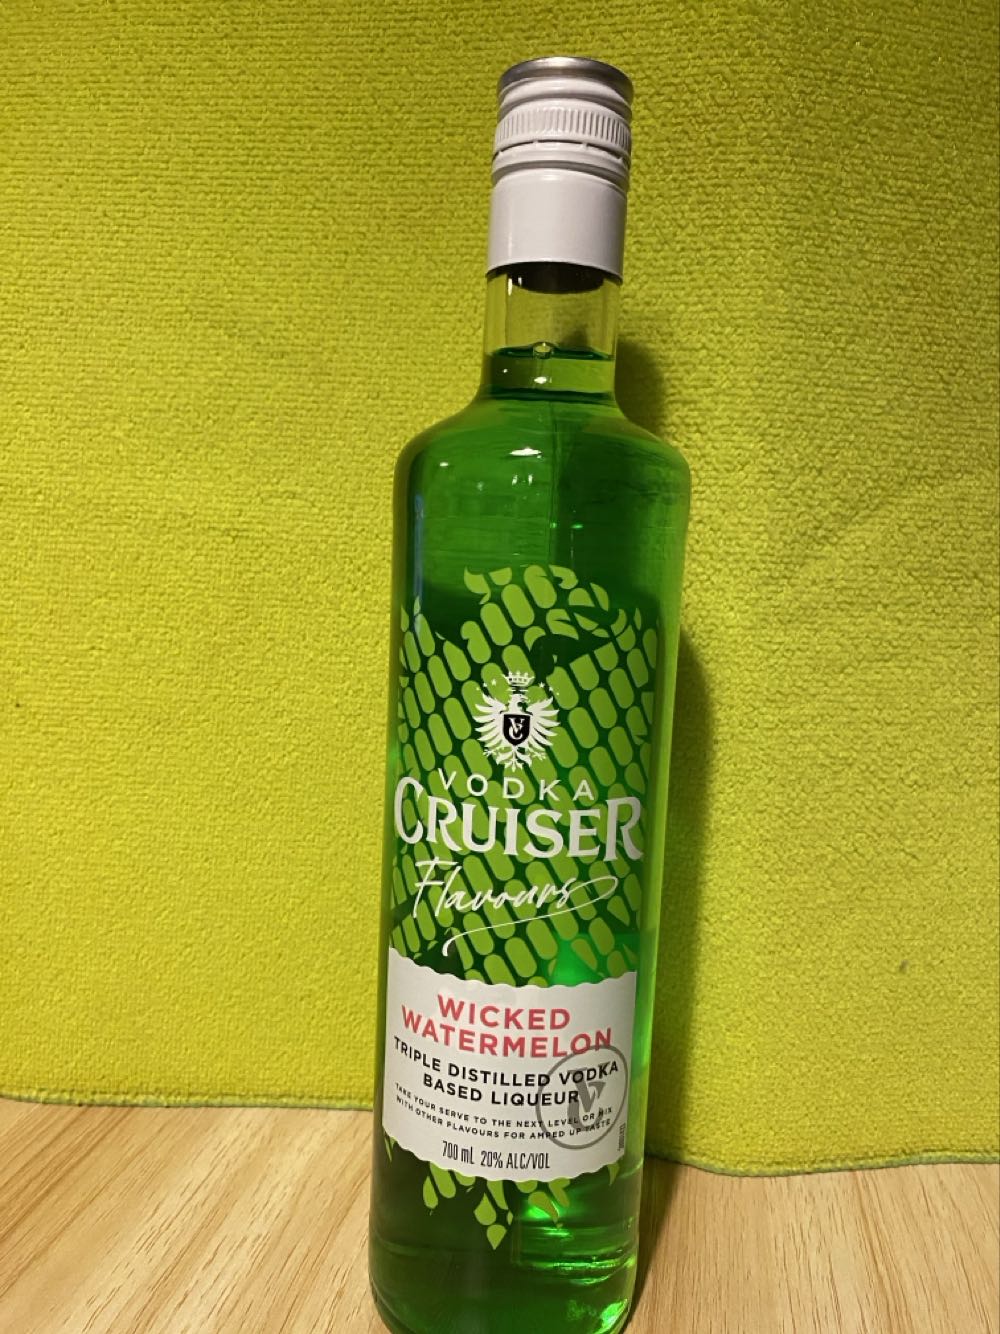 VC
VODKA
CRUISER
Flavours
WICKED
WATERMELON
TRIPLE DISTILLED VODKA
BASED LIQUEUR
TAKE YOUR SERVE TO THE NEXT LEVEL OR MIX
WITH OTHER FLAVOURS FOR AMPED UP TASTE
700 mL 20% ALC/VOL